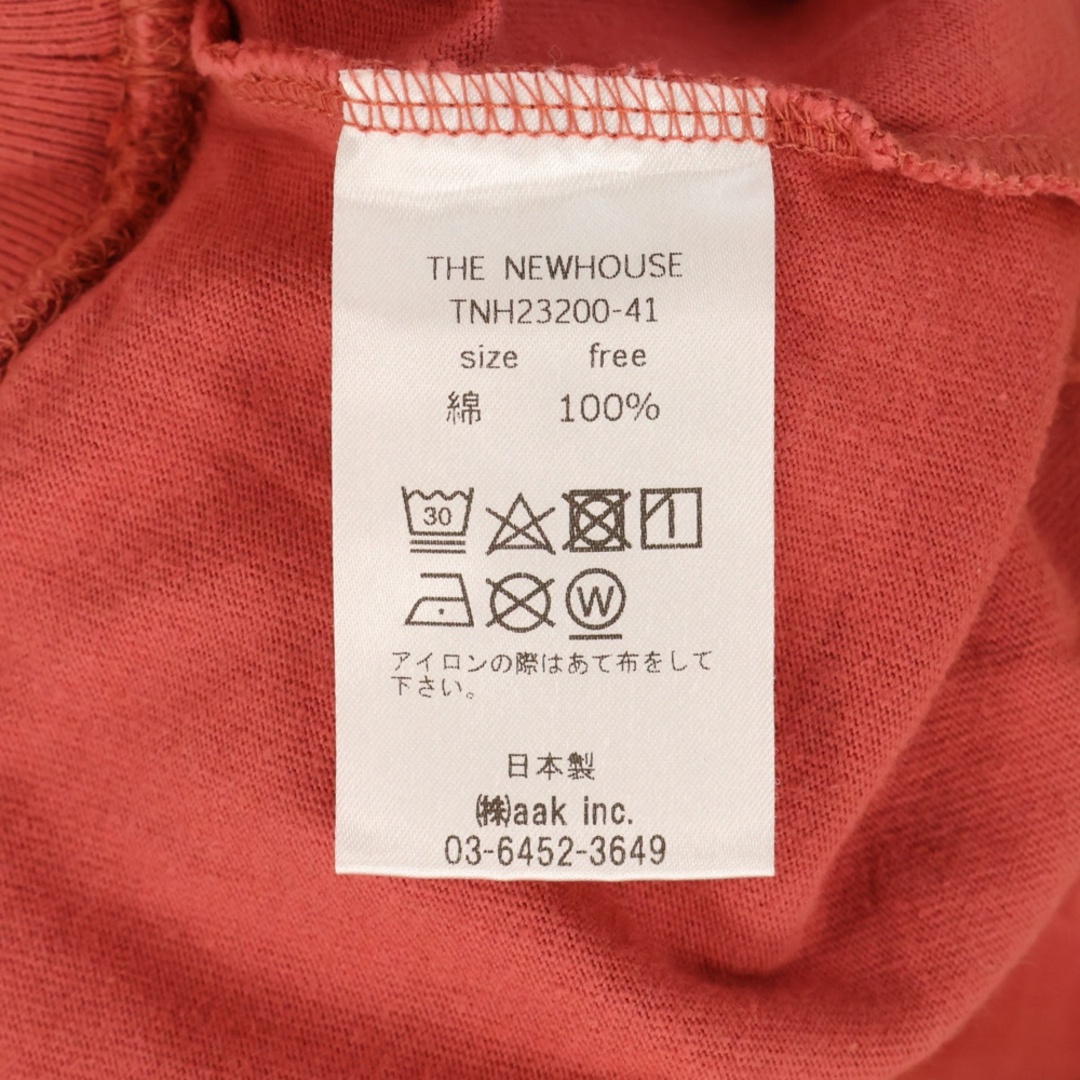 THE NEWHOUSE
TNH23200-41
size free
綿 100%
30
W
アイロンの際はあて布をして
下さい。
日本製
㈱aak inc.
03-6452-3649